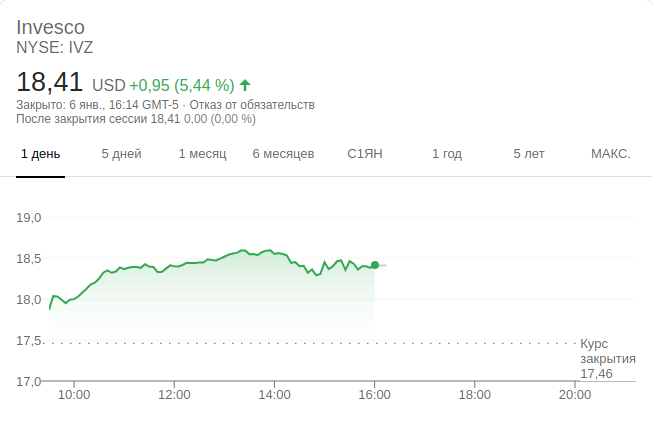 Invesco
NYSE: IVZ
18,41 USD +0,95 (5,44 %)
Закрыто: 6 янв., 16:14 GMT-5 · Отказ от обязательств
После закрытия сессии 18,41 0,00 (0,00 %)
1 день 5 дней 1 месяц 6 месяцев С1ЯН 1 год 5 лет МАКС.
19,0
18,5
18,0
17,5
Курс
закрытия
17,46
17,0
10:00 12:00 14:00 16:00 18:00 20:00